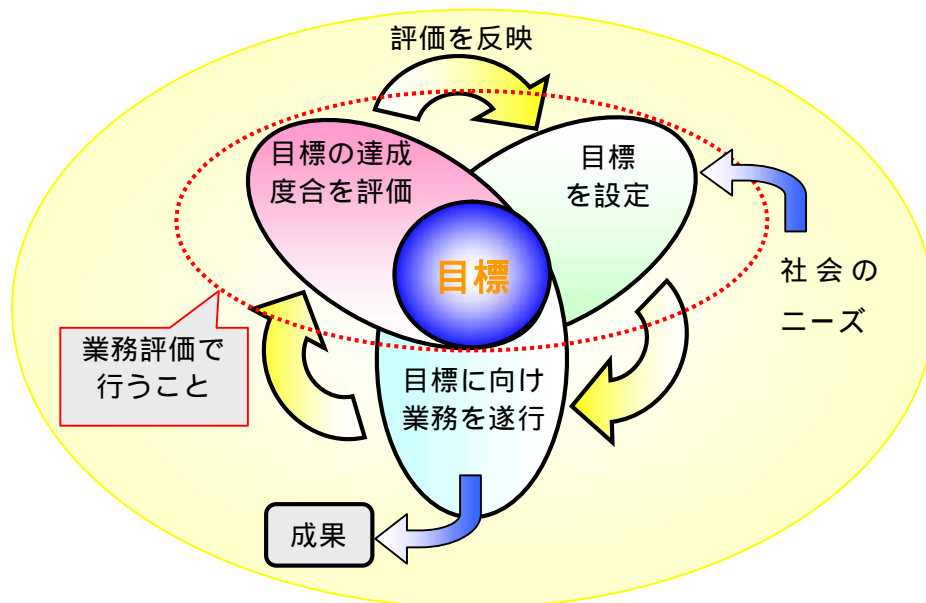 評価を反映
目標の達成
度合を評価
目標
を設定
目標
社会の
ニーズ
業務評価で
行うこと
目標に向け
業務を遂行
成果